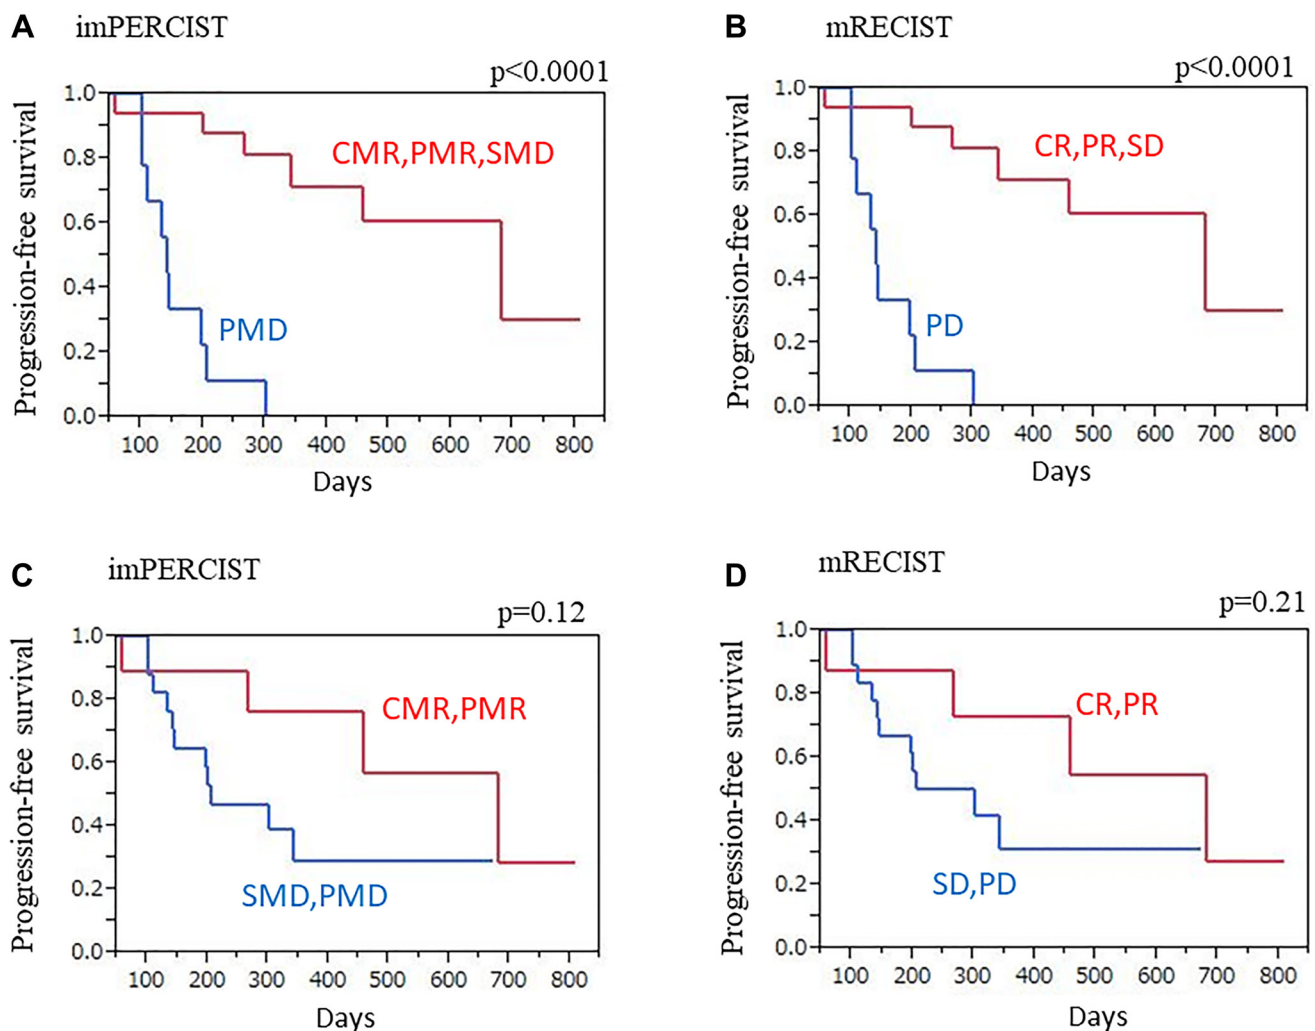 A imPERCIST
p<0.0001
Progression-free survival
1.0
0.8
0.6
0.4
0.2
0.0
CMR,PMR,SMD
PMD
100 200 300 400 500 600 700 800
Days
B mRECIST
p<0.0001
Progression-free survival
1.0
0.8
0.6
0.4
0.2
0.0
CR,PR,SD
PD
100 200 300 400 500 600 700 800
Days
C imPERCIST
p=0.12
Progression-free survival
1.0
0.8
0.6
0.4
0.2
0.0
CMR,PMR
SMD,PMD
100 200 300 400 500 600 700 800
Days
D mRECIST
p=0.21
Progression-free survival
1.0
0.8
0.6
0.4
0.2
0.0
CR,PR
SD,PD
100 200 300 400 500 600 700 800
Days